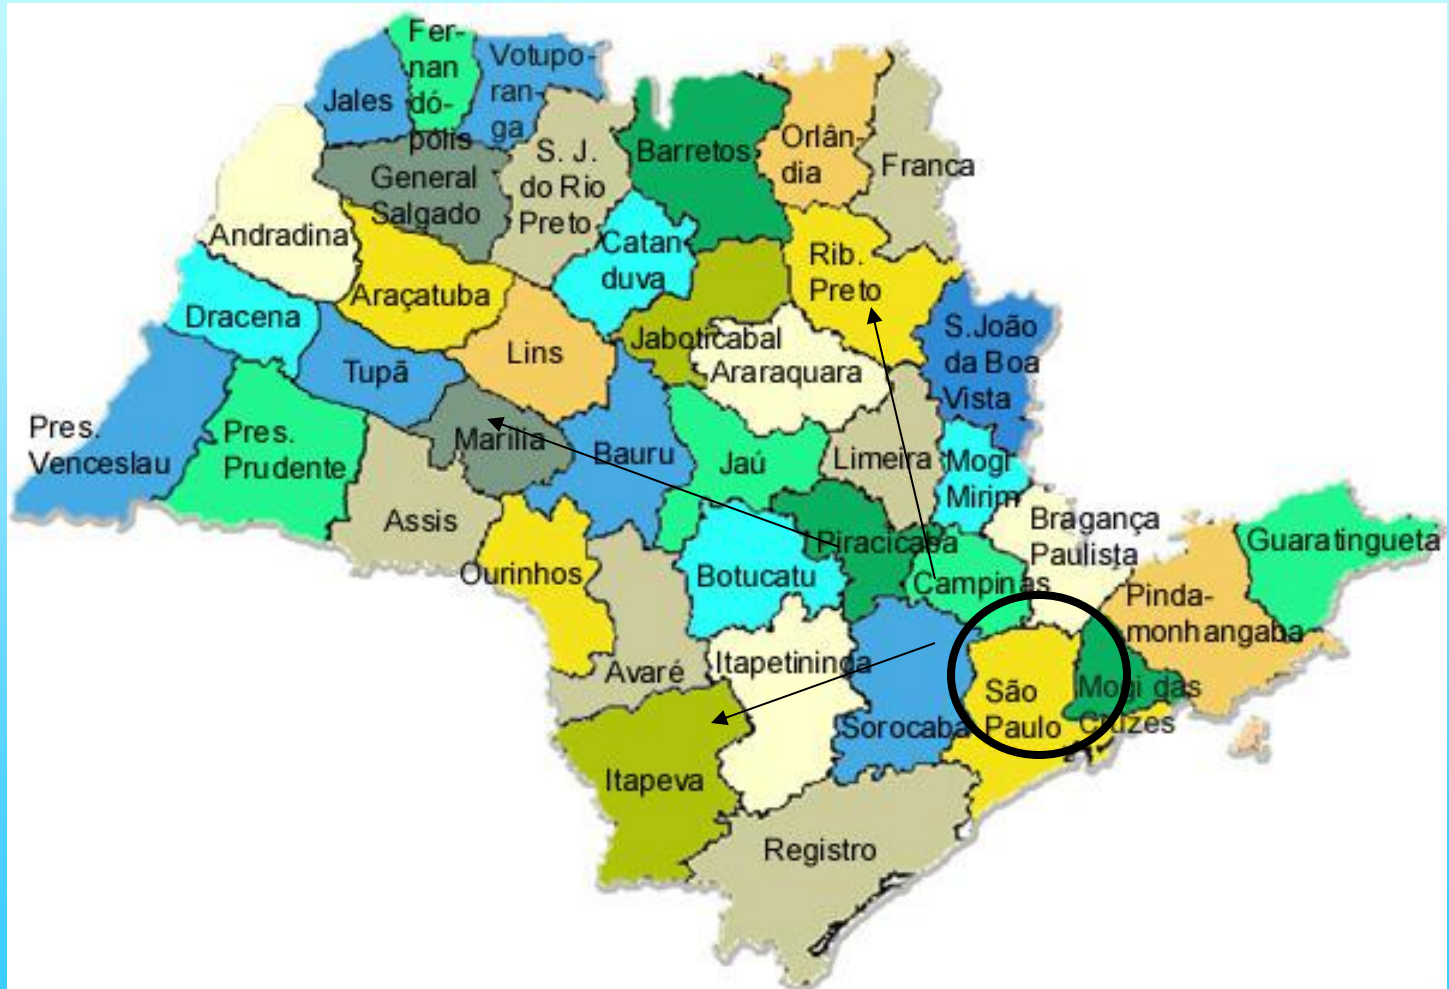 Fer-
nan
dó-
polis
Votupo-
ran-
ga
Jales
S. J.
do Rio
Preto
Barretos
Orlân-
dia
Franca
General
Salgado
Andradina
Catan-
duva
Rib.
Preto
Araçatuba
Dracena
Jaboticabal
S.João
da Boa
Vista
Lins
Tupã
Araraquara
Pres.
Venceslau
Pres.
Prudente
Marilia
Bauru
Jaú
Limeira
Mogi
Mirim
Assis
Bragança
Paulista
Guaratingueta
Piracicaba
Ourinhos
Botucatu
Campinas
Pinda-
monhangaba
Avaré
Itapetininda
São
Paulo
Mogi das
Cruzes
Sorocaba
Itapeva
Registro